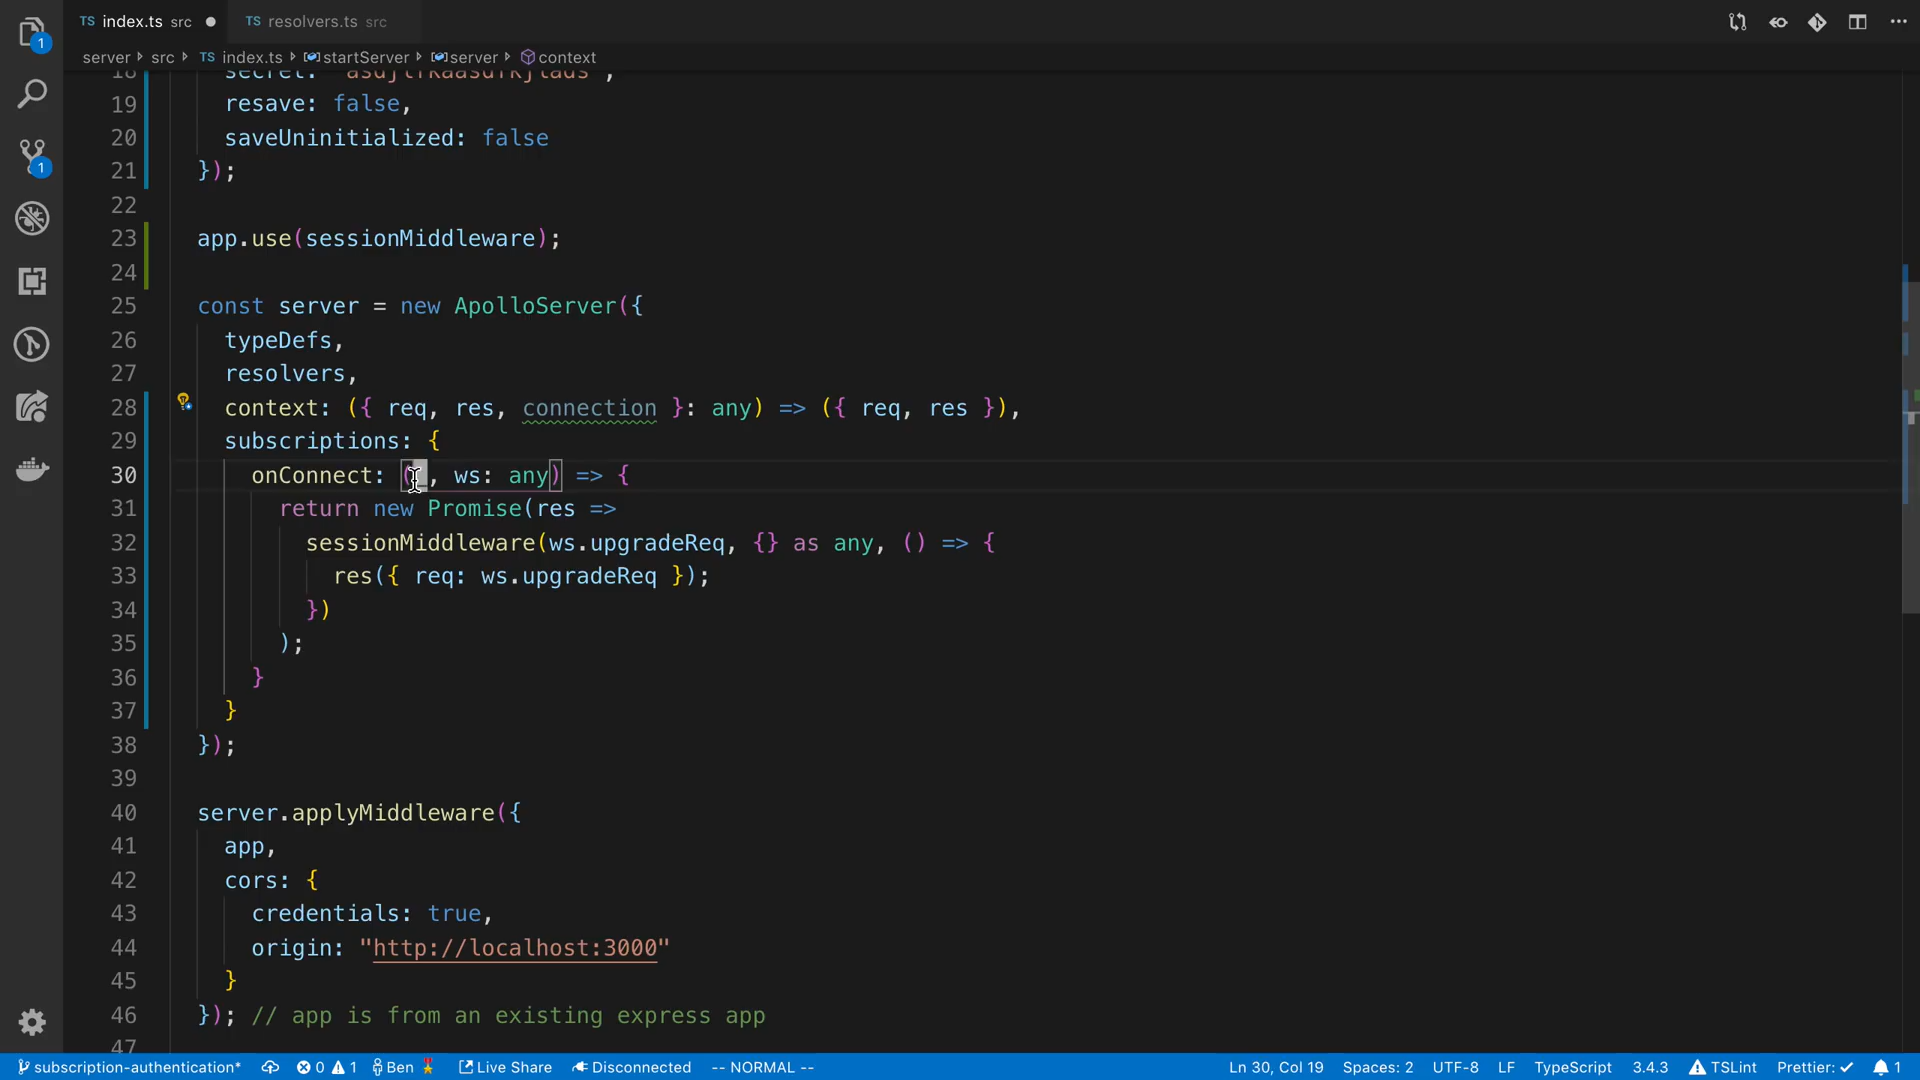 TS index.ts src ● TS resolvers.ts src
server src TS index.ts startServer server context
19 resave: false,
20 saveUninitialized: false
21 });
22
23 app.use(sessionMiddleware);
24
25 const server = new ApolloServer({
26 typeDefs,
27 resolvers,
28 context: ({ req, res, connection }: any) => ({ req, res }),
29 subscriptions: {
30 onConnect: (_, ws: any) => {
31 return new Promise(res =>
32 sessionMiddleware(ws.upgradeReq, {} as any, () => {
33 res({ req: ws.upgradeReq });
34 })
35 );
36 }
37 }
38 });
39
40 server.applyMiddleware({
41 app,
42 cors: {
43 credentials: true,
44 origin: "http://localhost:3000"
45 }
46 }); // app is from an existing express app
47
1
1
subscription-authentication* 0 1 Ben Live Share Disconnected -- NORMAL -- Ln 30, Col 19 Spaces: 2 UTF-8 LF TypeScript 3.4.3 TSLint Prettier: ✓ 1